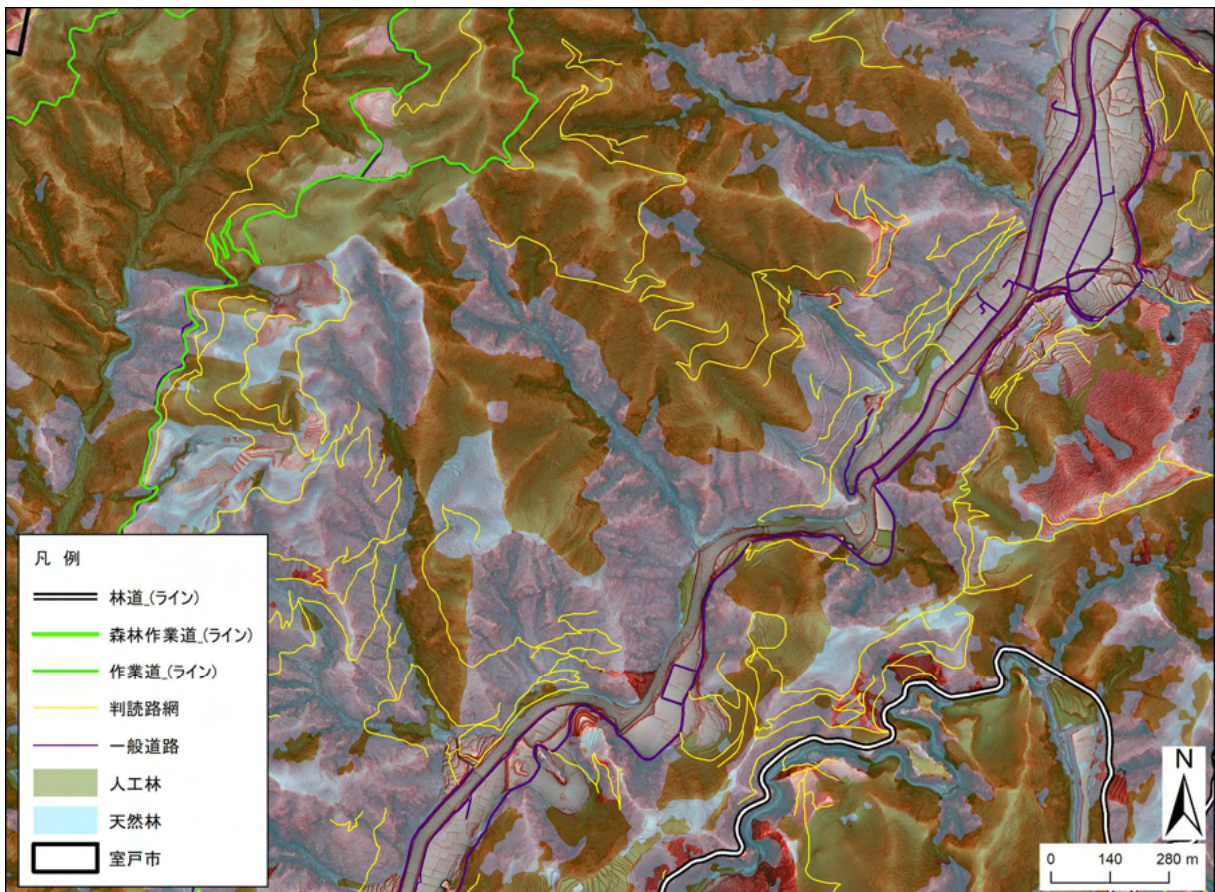 凡 例
林道_(ライン)
森林作業道_(ライン)
作業道_(ライン)
判読路網
一般道路
人工林
天然林
室戸市
N
0 140 280 m